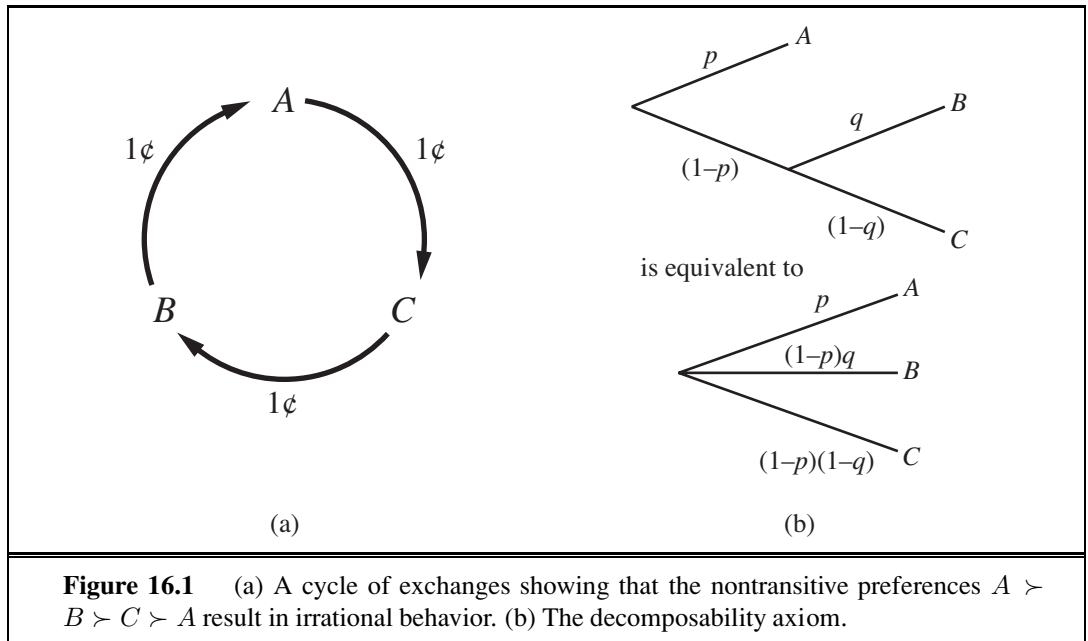 A
1¢
1¢
B
C
1¢
(a)
A
p
B
q
(1–p)
(1–q)
C
is equivalent to
A
p
(1–p)q
B
(1–p)(1–q)
C
(b)
Figure 16.1 (a) A cycle of exchanges showing that the nontransitive preferences A ≻
B ≻ C ≻ A result in irrational behavior. (b) The decomposability axiom.